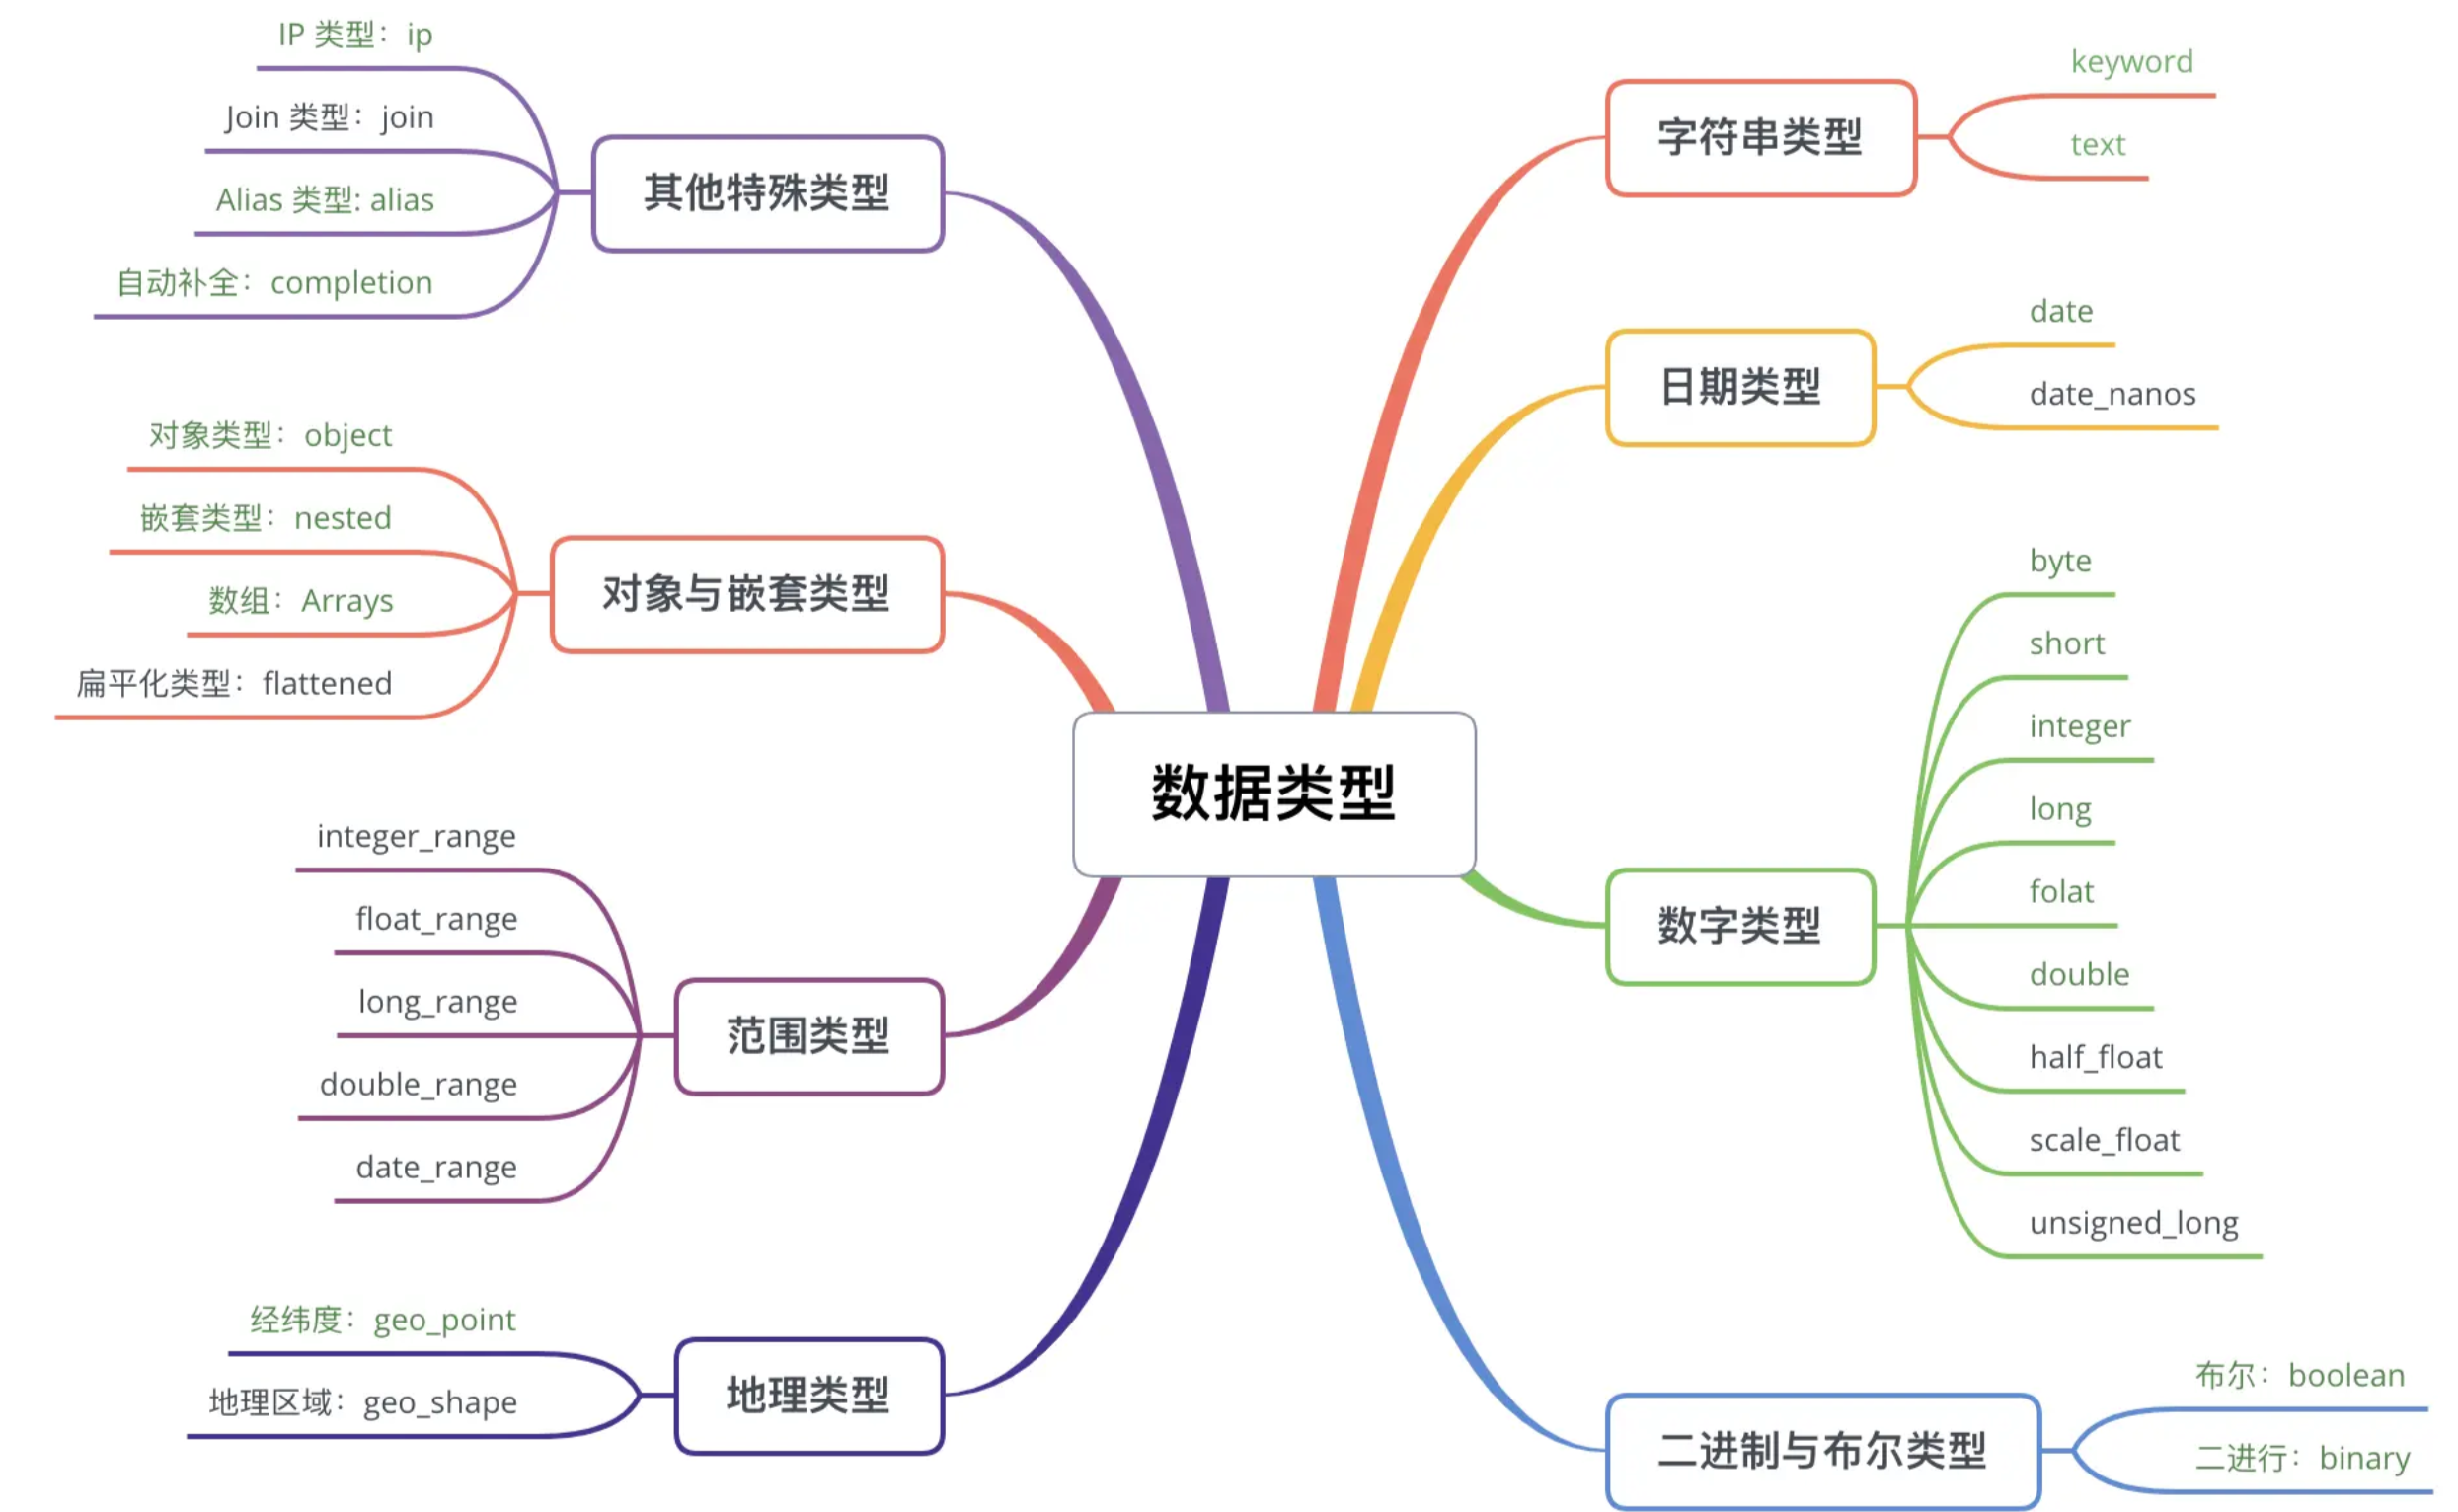 数据类型
字符串类型
keyword
text
日期类型
date
date_nanos
数字类型
byte
short
integer
long
folat
double
half_float
scale_float
unsigned_long
二进制与布尔类型
布尔：boolean
二进行：binary
其他特殊类型
IP 类型：ip
Join 类型：join
Alias 类型: alias
自动补全：completion
对象与嵌套类型
对象类型：object
嵌套类型：nested
数组：Arrays
扁平化类型：flattened
范围类型
integer_range
float_range
long_range
double_range
date_range
地理类型
经纬度：geo_point
地理区域：geo_shape